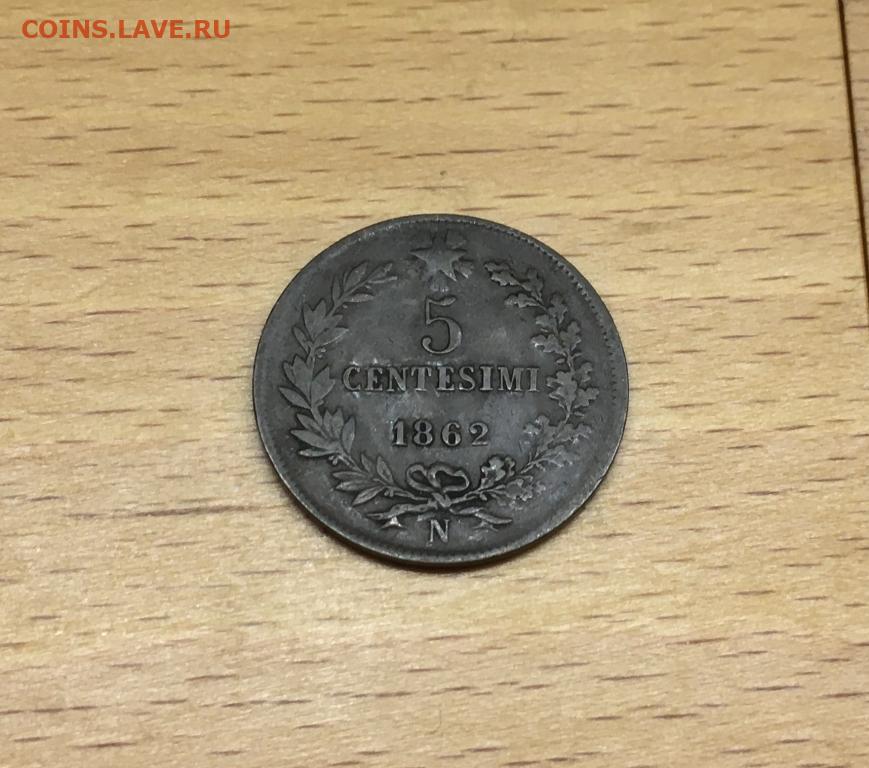 COINS.LAVE.RU
5
CENTESIMI
1862
N